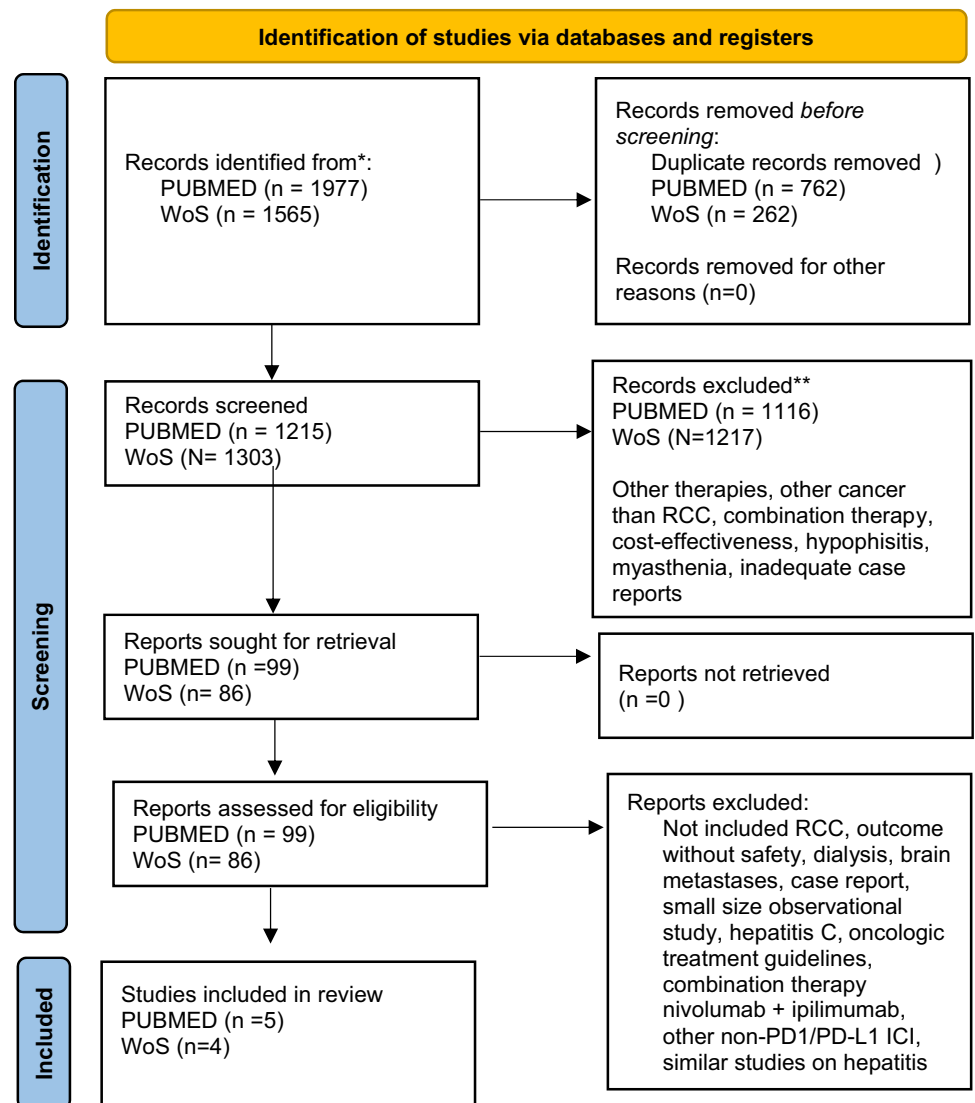 Identification of studies via databases and registers
Identification
Records identified from*:
PUBMED (n = 1977)
WoS (n = 1565)
Records removed before
screening:
Duplicate records removed )
PUBMED (n = 762)
WoS (n = 262)
Records removed for other
reasons (n=0)
Screening
Records screened
PUBMED (n = 1215)
WoS (N= 1303)
Records excluded**
PUBMED (n = 1116)
WoS (N=1217)
Other therapies, other cancer
than RCC, combination therapy,
cost-effectiveness, hypophisitis,
myasthenia, inadequate case
reports
Reports sought for retrieval
PUBMED (n =99)
WoS (n= 86)
Reports not retrieved
(n =0 )
Reports assessed for eligibility
PUBMED (n = 99)
WoS (n= 86)
Reports excluded:
Not included RCC, outcome
without safety, dialysis, brain
metastases, case report,
small size observational
study, hepatitis C, oncologic
treatment guidelines,
combination therapy
nivolumab + ipilimumab,
other non-PD1/PD-L1 ICI,
similar studies on hepatitis
Included
Studies included in review
PUBMED (n =5)
WoS (n=4)